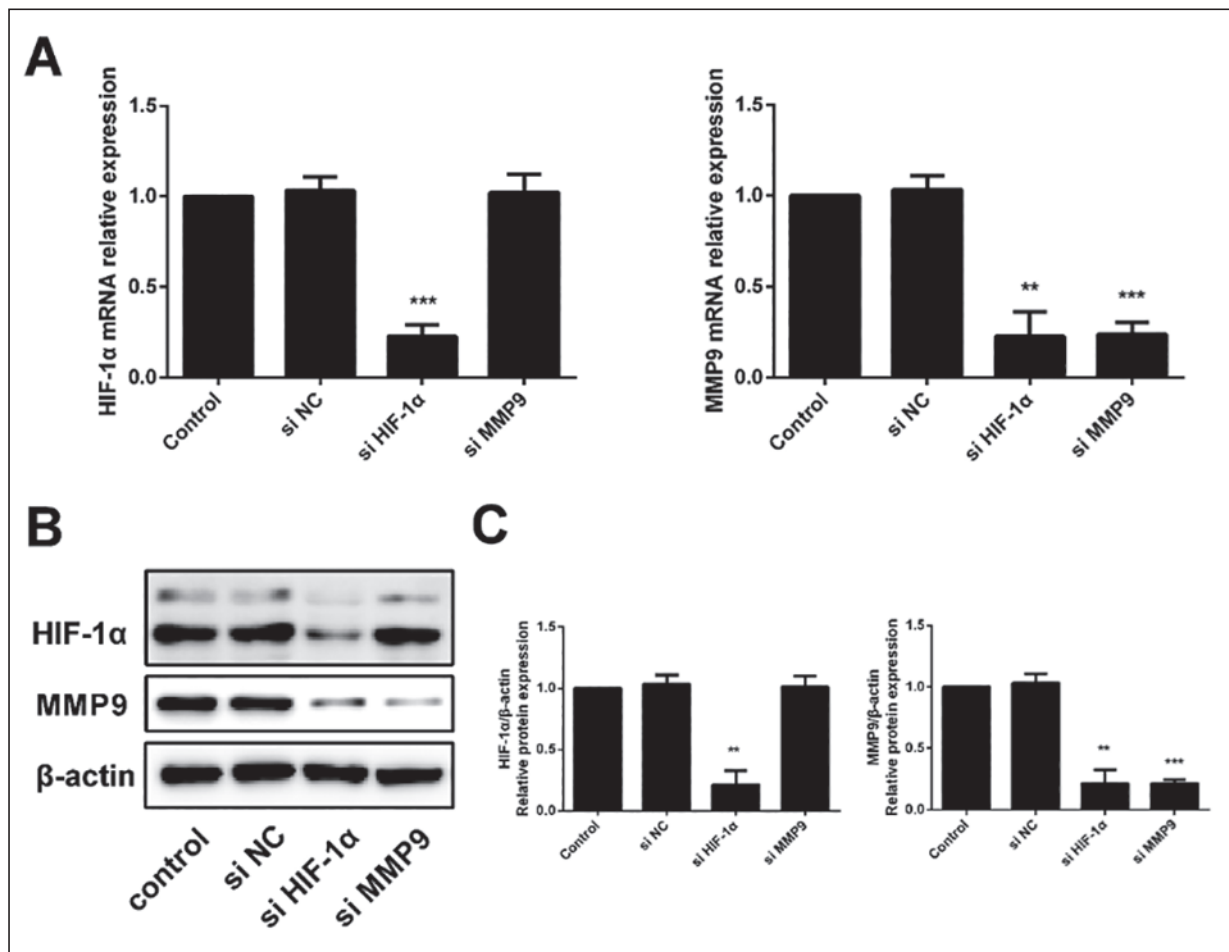 A
HIF-1α mRNA relative expression
1.5
1.0
0.5
0.0
***
Control
si NC
si HIF-1α
si MMP9
MMP9 mRNA relative expression
1.5
1.0
0.5
0.0
**
***
Control
si NC
si HIF-1α
si MMP9
B
HIF-1α
MMP9
β-actin
control
si NC
si HIF-1α
si MMP9
C
HIF-1α/β-actin
Relative protein expression
1.5
1.0
0.5
0.0
**
Control
si NC
si HIF-1α
si MMP9
MMP9/β-actin
Relative protein expression
1.5
1.0
0.5
0.0
**
***
Control
si NC
si HIF-1α
si MMP9